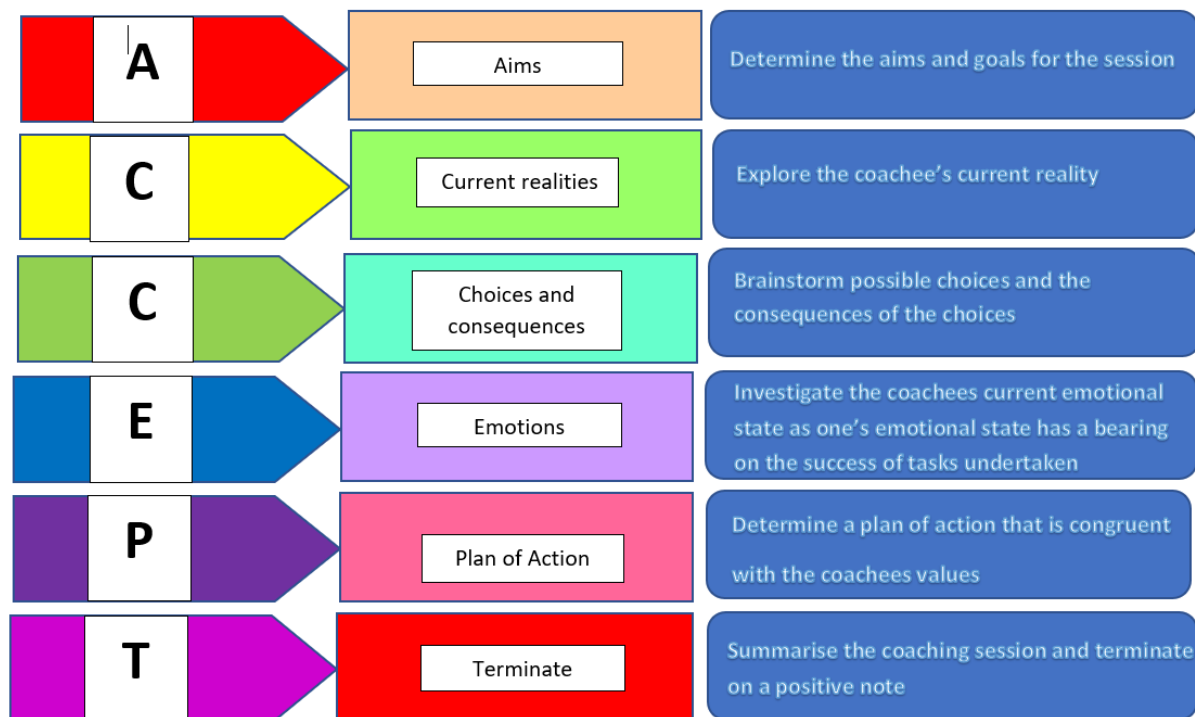 A
Aims
Determine the aims and goals for the session
C
Current realities
Explore the coachee's current reality
C
Choices and
consequences
Brainstorm possible choices and the
consequences of the choices
E
Emotions
Investigate the coachees current emotional
state as one's emotional state has a bearing
on the success of tasks undertaken
P
Plan of Action
Determine a plan of action that is congruent
with the coachees values
T
Terminate
Summarise the coaching session and terminate
on a positive note